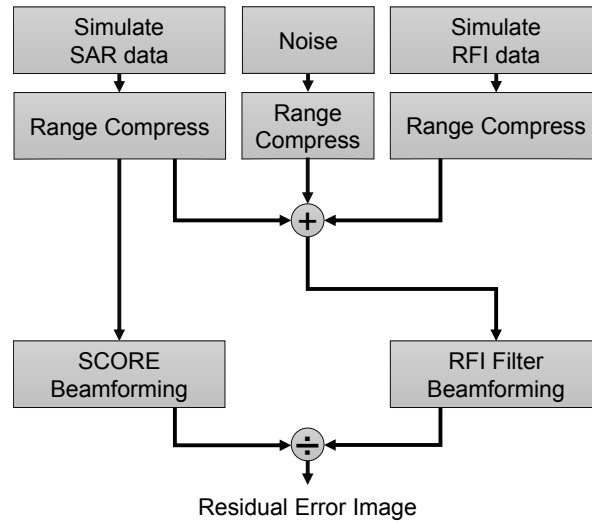 Simulate
SAR data
Noise
Simulate
RFI data
Range Compress
Range
Compress
Range Compress
+
SCORE
Beamforming
RFI Filter
Beamforming
÷
Residual Error Image